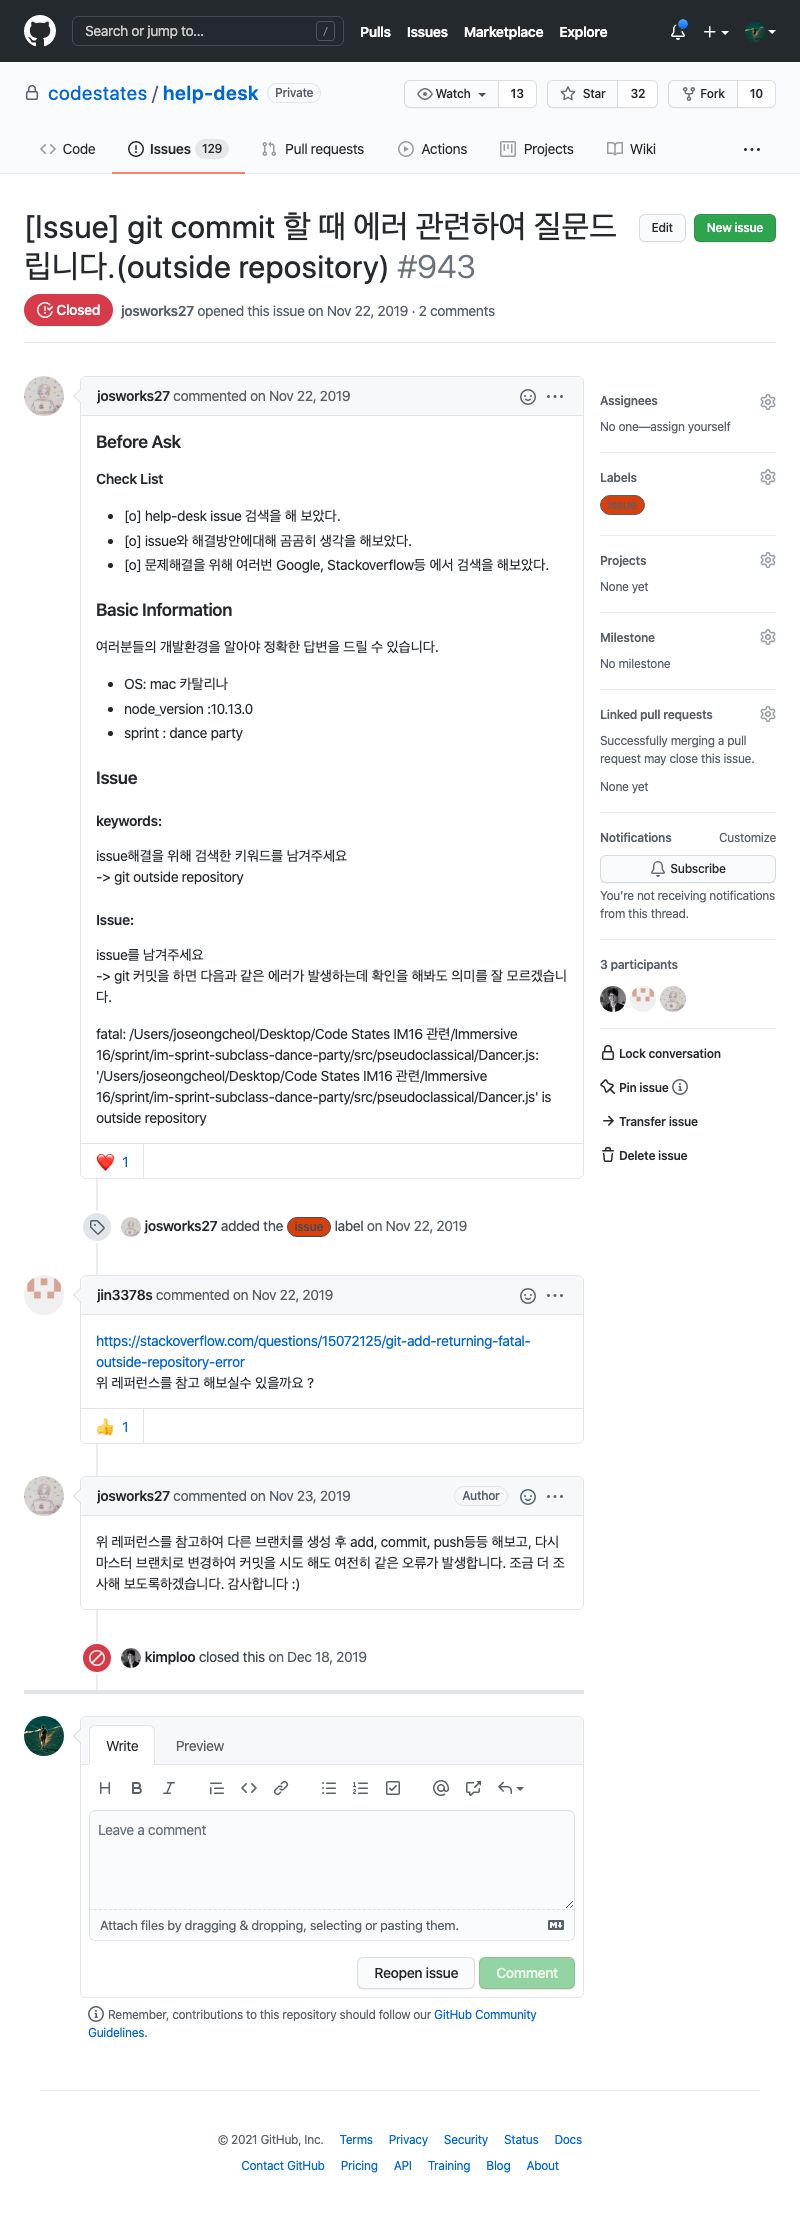 Search or jump to... /
Pulls Issues Marketplace Explore
codestates / help-desk Private
Watch 13 Star 32 Fork 10
Code Issues 129 Pull requests Actions Projects Wiki ...
[Issue] git commit 할 때 에러 관련하여 질문드
립니다.(outside repository) #943
Edit New issue
Closed josworks27 opened this issue on Nov 22, 2019 · 2 comments
josworks27 commented on Nov 22, 2019
Before Ask
Check List
• [o] help-desk issue 검색을 해 보았다.
• [o] issue와 해결방안에대해 곰곰히 생각을 해보았다.
• [o] 문제해결을 위해 여러번 Google, Stackoverflow등 에서 검색을 해보았다.
Basic Information
여러분들의 개발환경을 알아야 정확한 답변을 드릴 수 있습니다.
• OS: mac 카탈리나
• node_version :10.13.0
• sprint : dance party
Issue
keywords:
issue해결을 위해 검색한 키워드를 남겨주세요
-> git outside repository
Issue:
issue를 남겨주세요
-> git 커밋을 하면 다음과 같은 에러가 발생하는데 확인을 해봐도 의미를 잘 모르겠습니
다.
fatal: /Users/joseongcheol/Desktop/Code States IM16 관련/Immersive
16/sprint/im-sprint-subclass-dance-party/src/pseudoclassical/Dancer.js:
'/Users/joseongcheol/Desktop/Code States IM16 관련/Immersive
16/sprint/im-sprint-subclass-dance-party/src/pseudoclassical/Dancer.js' is
outside repository
❤️ 1
josworks27 added the issue label on Nov 22, 2019
jin3378s commented on Nov 22, 2019
https://stackoverflow.com/questions/15072125/git-add-returning-fatal-
outside-repository-error
위 레퍼런스를 참고 해보실수 있을까요 ?
👍 1
josworks27 commented on Nov 23, 2019 Author
위 레퍼런스를 참고하여 다른 브랜치를 생성 후 add, commit, push등등 해보고, 다시
마스터 브랜치로 변경하여 커밋을 시도 해도 여전히 같은 오류가 발생합니다. 조금 더 조
사해 보도록하겠습니다. 감사합니다 :)
kimploo closed this on Dec 18, 2019
Write Preview
Leave a comment
Attach files by dragging & dropping, selecting or pasting them.
Reopen issue Comment
Remember, contributions to this repository should follow our GitHub Community
Guidelines.
Assignees
No one—assign yourself
Labels
issue
Projects
None yet
Milestone
No milestone
Linked pull requests
Successfully merging a pull
request may close this issue.
None yet
Notifications Customize
Subscribe
You're not receiving notifications
from this thread.
3 participants
Lock conversation
Pin issue
Transfer issue
Delete issue
© 2021 GitHub, Inc. Terms Privacy Security Status Docs
Contact GitHub Pricing API Training Blog About